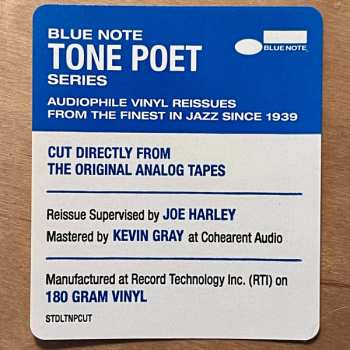 BLUE NOTE
TONE POET
SERIES
BLUE NOTE
AUDIOPHILE VINYL REISSUES
FROM THE FINEST IN JAZZ SINCE 1939
CUT DIRECTLY FROM
THE ORIGINAL ANALOG TAPES
Reissue Supervised by JOE HARLEY
Mastered by KEVIN GRAY at Cohearent Audio
Manufactured at Record Technology Inc. (RTI) on
180 GRAM VINYL
STDLTNPCUT